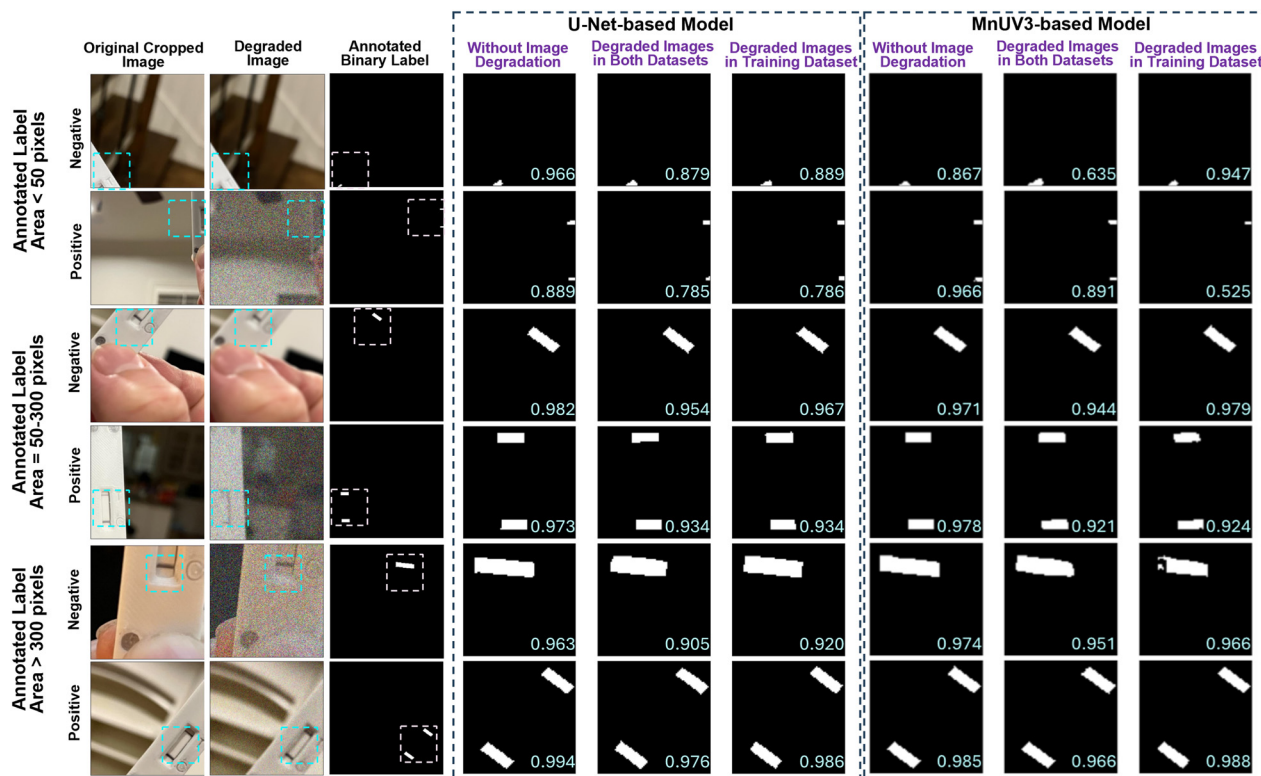 U-Net-based Model
MnUV3-based Model
Original Cropped
Image
Degraded
Image
Annotated
Binary Label
Without Image
Degradation
Degraded Images
in Both Datasets
Degraded Images
in Training Dataset
Without Image
Degradation
Degraded Images
in Both Datasets
Degraded Images
in Training Dataset
Annotated Label
Area < 50 pixels
Negative
0.966
0.879
0.889
0.867
0.635
0.947
Positive
0.889
0.785
0.786
0.966
0.891
0.525
Annotated Label
Area = 50-300 pixels
Negative
0.982
0.954
0.967
0.971
0.944
0.979
Positive
0.973
0.934
0.934
0.978
0.921
0.924
Annotated Label
Area > 300 pixels
Negative
0.963
0.905
0.920
0.974
0.951
0.966
Positive
0.994
0.976
0.986
0.985
0.966
0.988